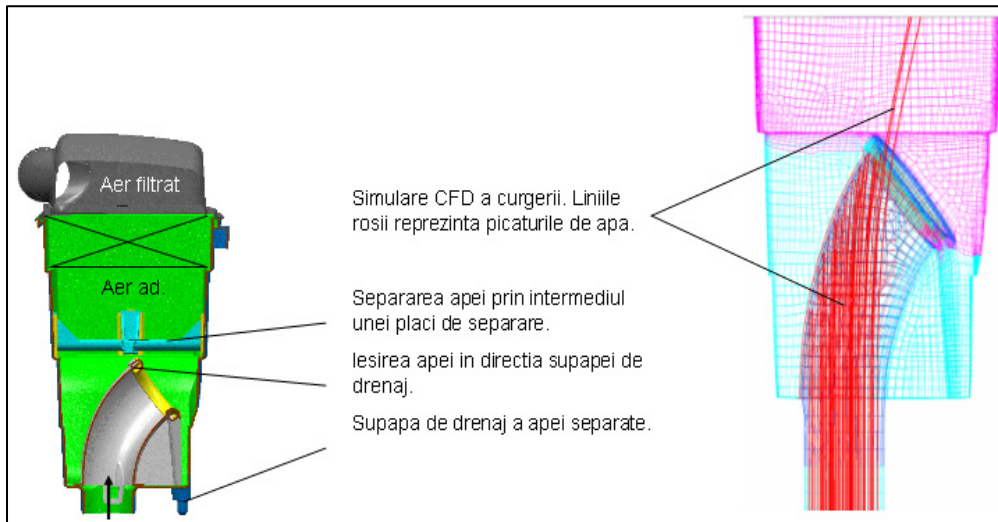 Aer filtrat
Aer ad.
Simulare CFD a curgerii. Liniile
rosii reprezinta picaturile de apa.
Separarea apei prin intermediul
unei placi de separare.
Iesirea apei in directia supapei de
drenaj.
Supapa de drenaj a apei separate.